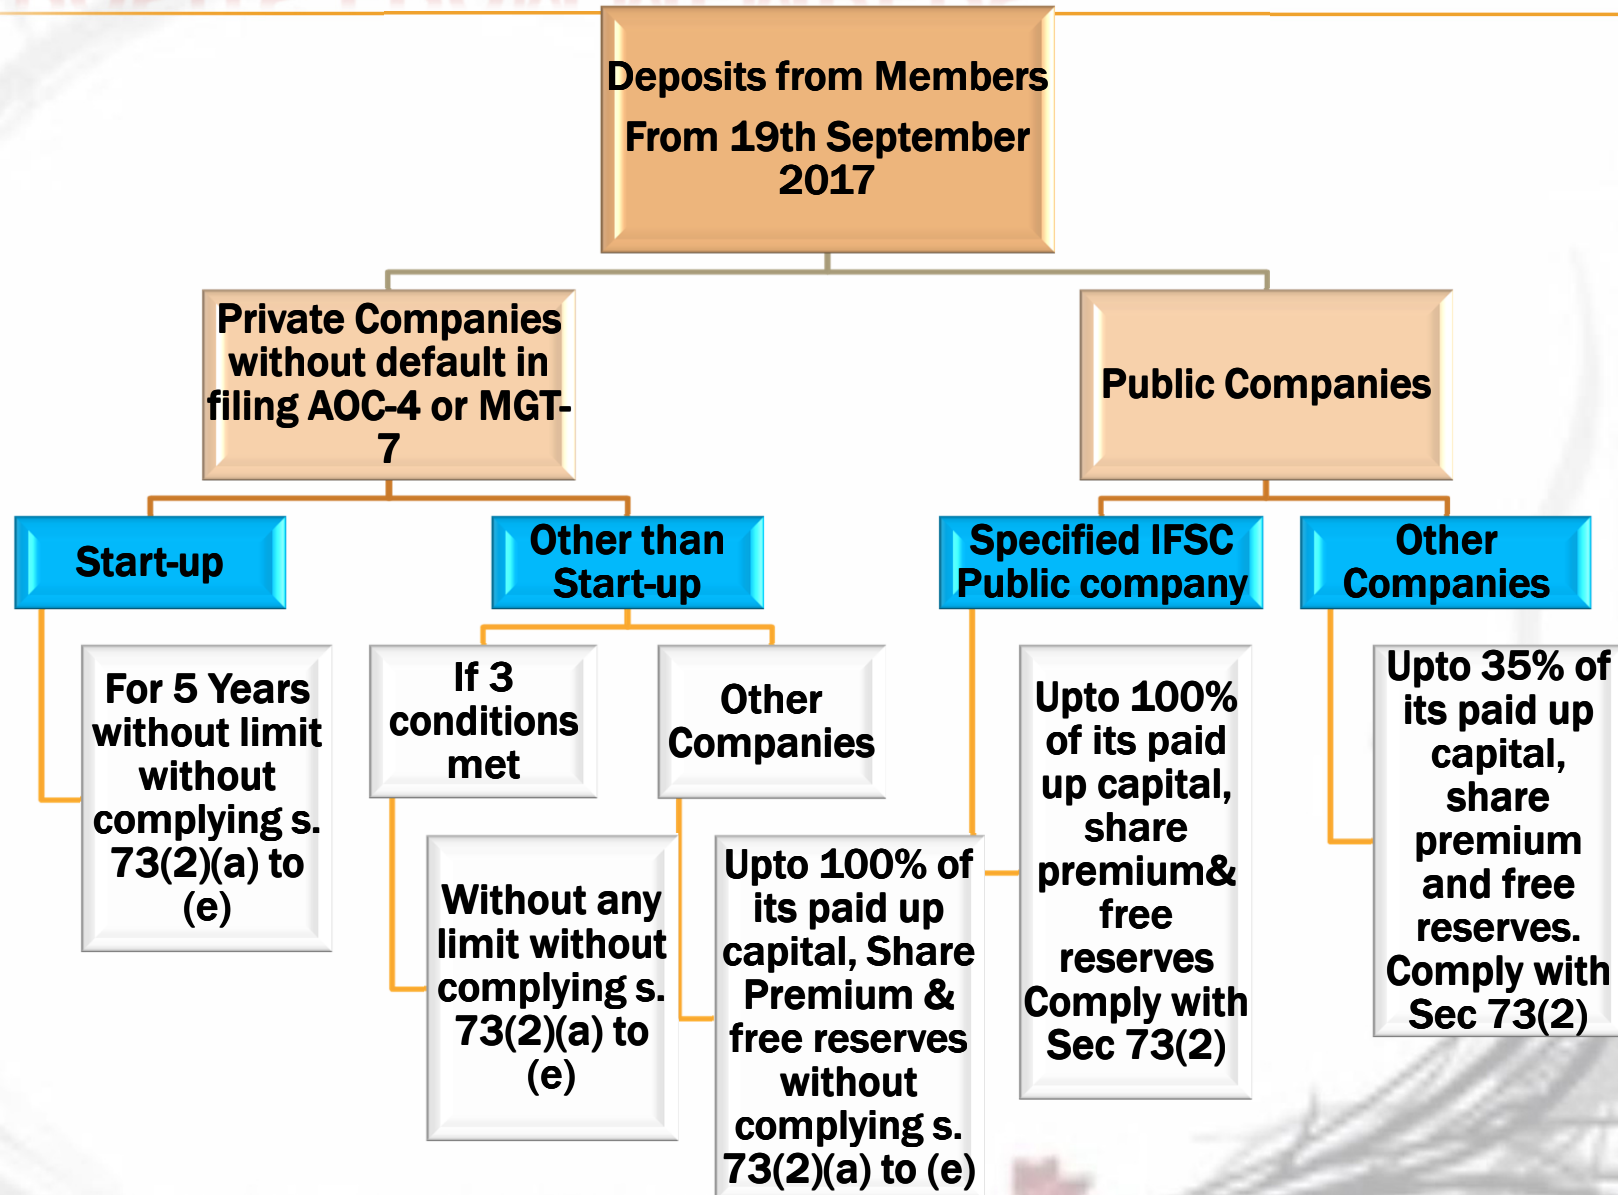 Deposits from Members
From 19th September
2017
Private Companies
without default in
filing AOC-4 or MGT-
7
Public Companies
Start-up
Other than
Start-up
Specified IFSC
Public company
Other
Companies
For 5 Years
without limit
without
complying s.
73(2)(a) to
(e)
If 3
conditions
met
Other
Companies
Without any
limit without
complying s.
73(2)(a) to
(e)
Upto 100% of
its paid up
capital, Share
Premium &
free reserves
without
complying s.
73(2)(a) to (e)
Upto 100%
of its paid
up capital,
share
premium&
free
reserves
Comply with
Sec 73(2)
Upto 35% of
its paid up
capital,
share
premium
and free
reserves.
Comply with
Sec 73(2)